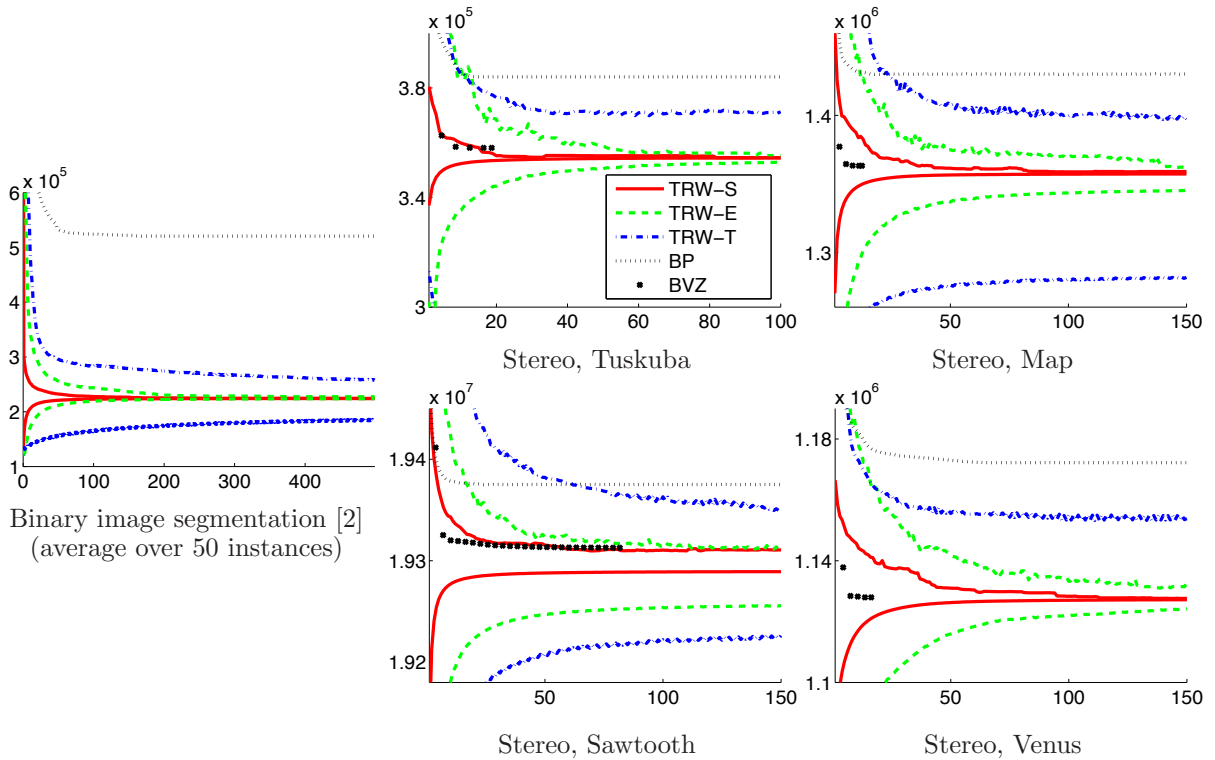 x 10^5
3.8
3.4
3
20
40
60
80
100
TRW-S
TRW-E
TRW-T
BP
BVZ
Stereo, Tuskuba
x 10^6
1.4
1.3
50
100
150
Stereo, Map
x 10^5
6
5
4
3
2
1
0
100
200
300
400
Binary image segmentation [2]
(average over 50 instances)
x 10^7
1.94
1.93
1.92
50
100
150
Stereo, Sawtooth
x 10^6
1.18
1.14
1.1
50
100
150
Stereo, Venus